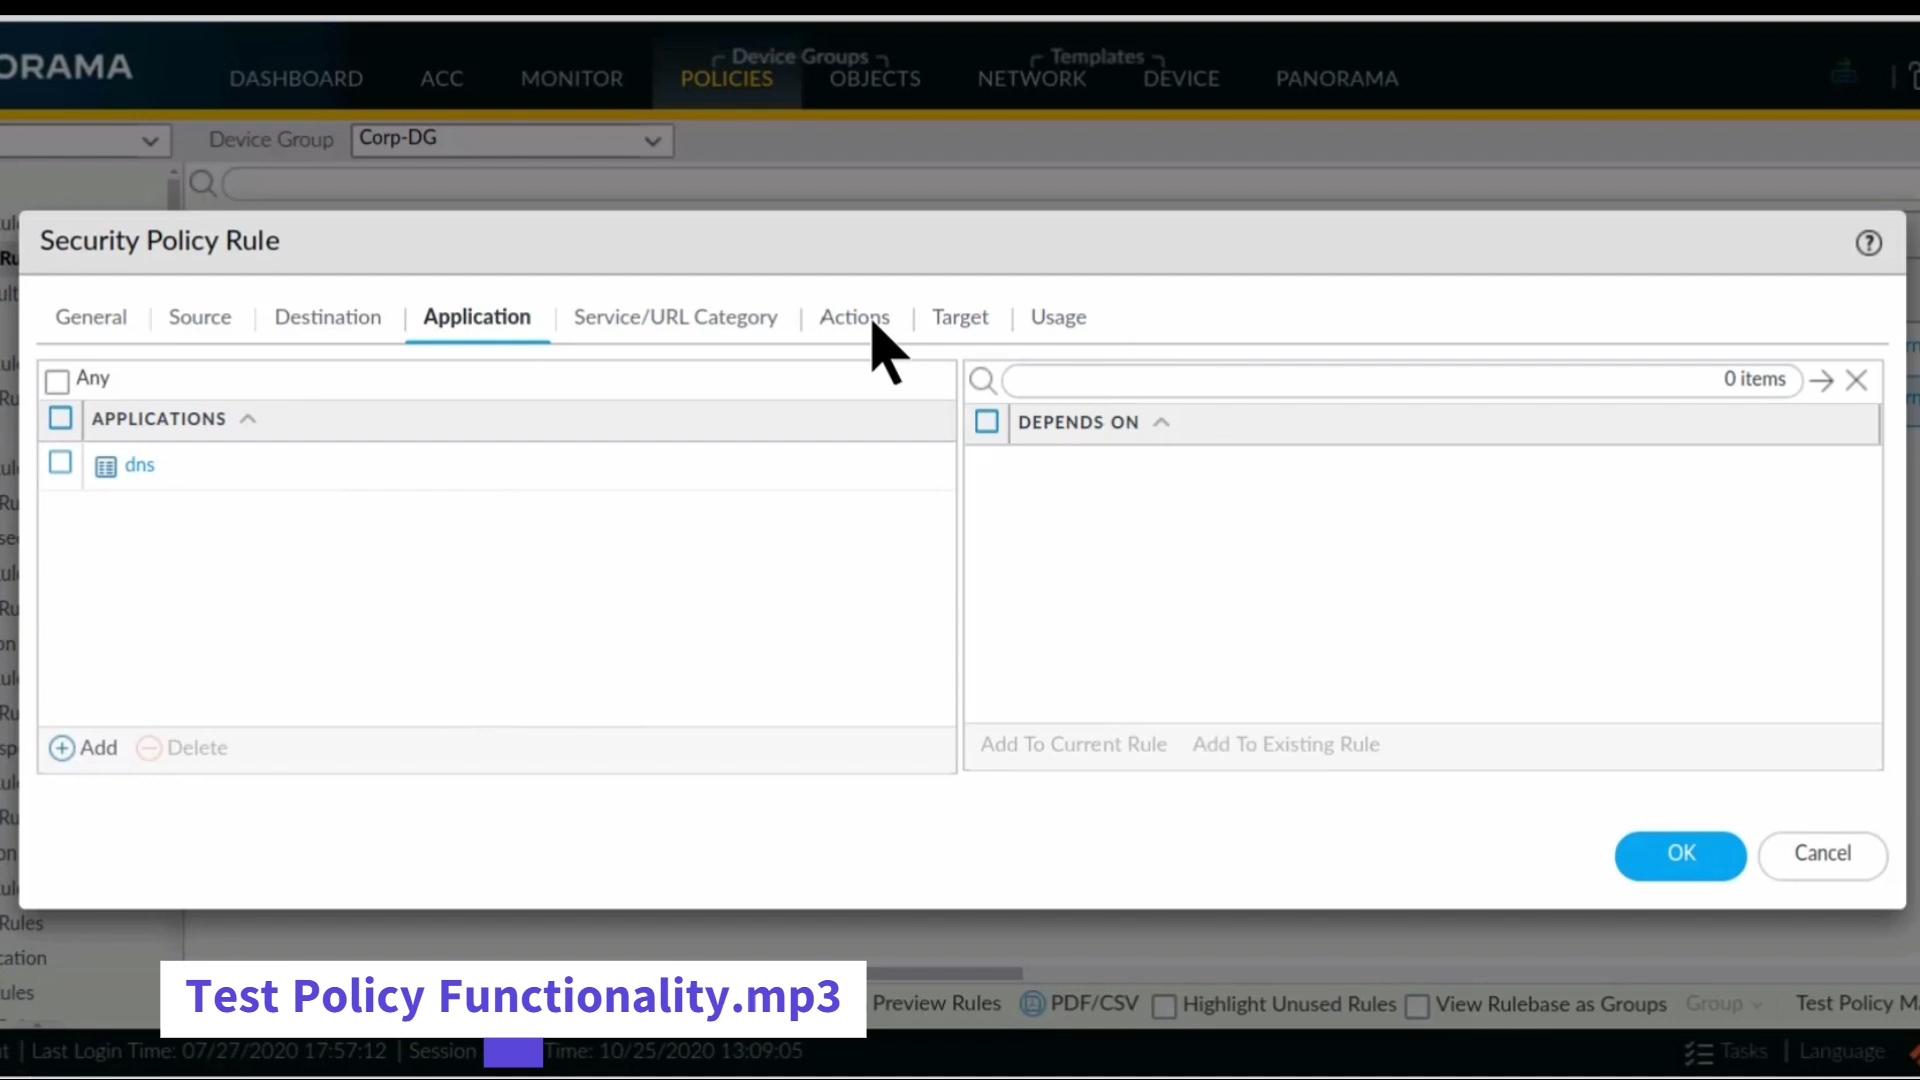 ORAMA
DASHBOARD ACC MONITOR POLICIES OBJECTS NETWORK DEVICE PANORAMA
Device Groups
Templates
Device Group Corp-DG
Security Policy Rule
General Source Destination Application Service/URL Category Actions Target Usage
Any
APPLICATIONS
dns
Add Delete
0 items
DEPENDS ON
Add To Current Rule Add To Existing Rule
OK Cancel
Rules
cation
ules
Test Policy Functionality.mp3
Preview Rules PDF/CSV Highlight Unused Rules View Rulebase as Groups Group Test Policy M
Last Login Time: 07/27/2020 17:57:12 | Session Time: 10/25/2020 13:09:05
Tasks | Language